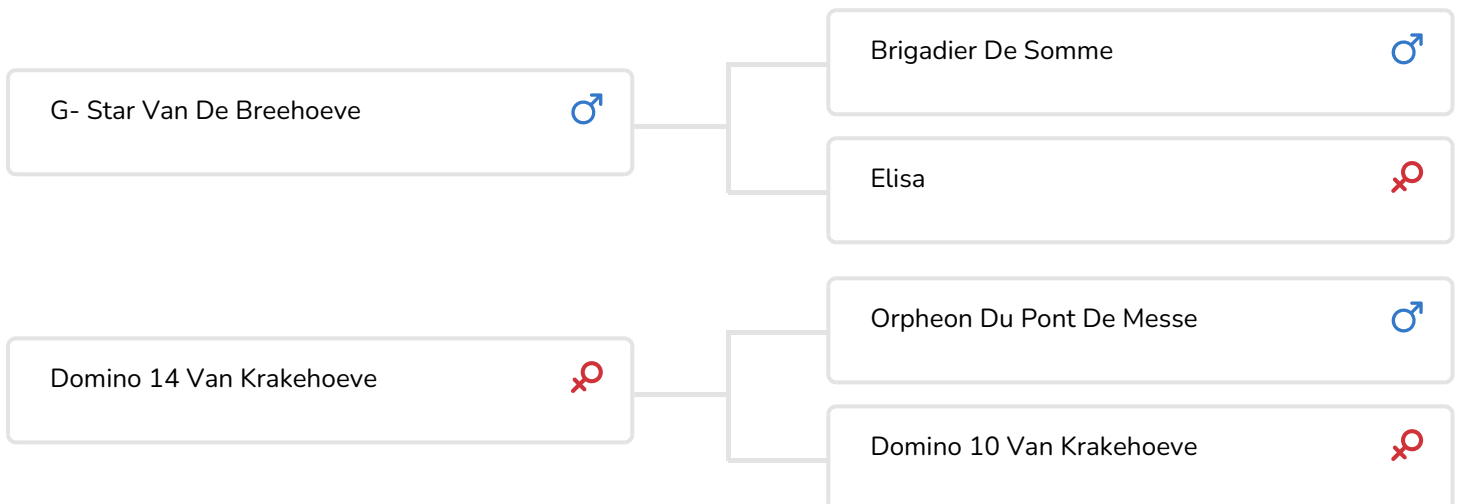 Brigadier De Somme
G- Star Van De Breehoeve
Elisa
Orpheon Du Pont De Messe
Domino 14 Van Krakehoeve
Domino 10 Van Krakehoeve